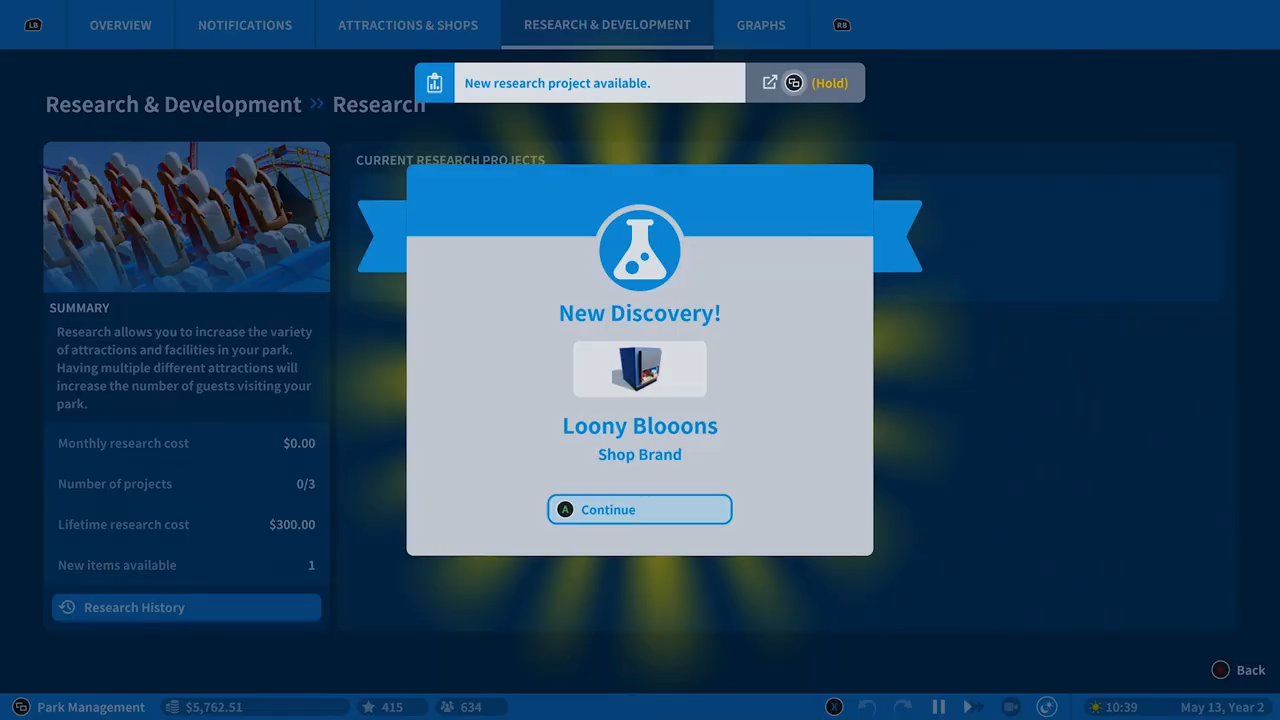 LB
OVERVIEW
NOTIFICATIONS
ATTRACTIONS & SHOPS
RESEARCH & DEVELOPMENT
GRAPHS
RB
New research project available.
(Hold)
Research & Development » Research
CURRENT RESEARCH PROJECTS
New Discovery!
Loony Blooons
Shop Brand
A Continue
SUMMARY
Research allows you to increase the variety
of attractions and facilities in your park.
Having multiple different attractions will
increase the number of guests visiting your
park.
Monthly research cost $0.00
Number of projects 0/3
Lifetime research cost $300.00
New items available 1
Research History
Back
Park Management
$5,762.51
415
634
X
10:39
May 13, Year 2